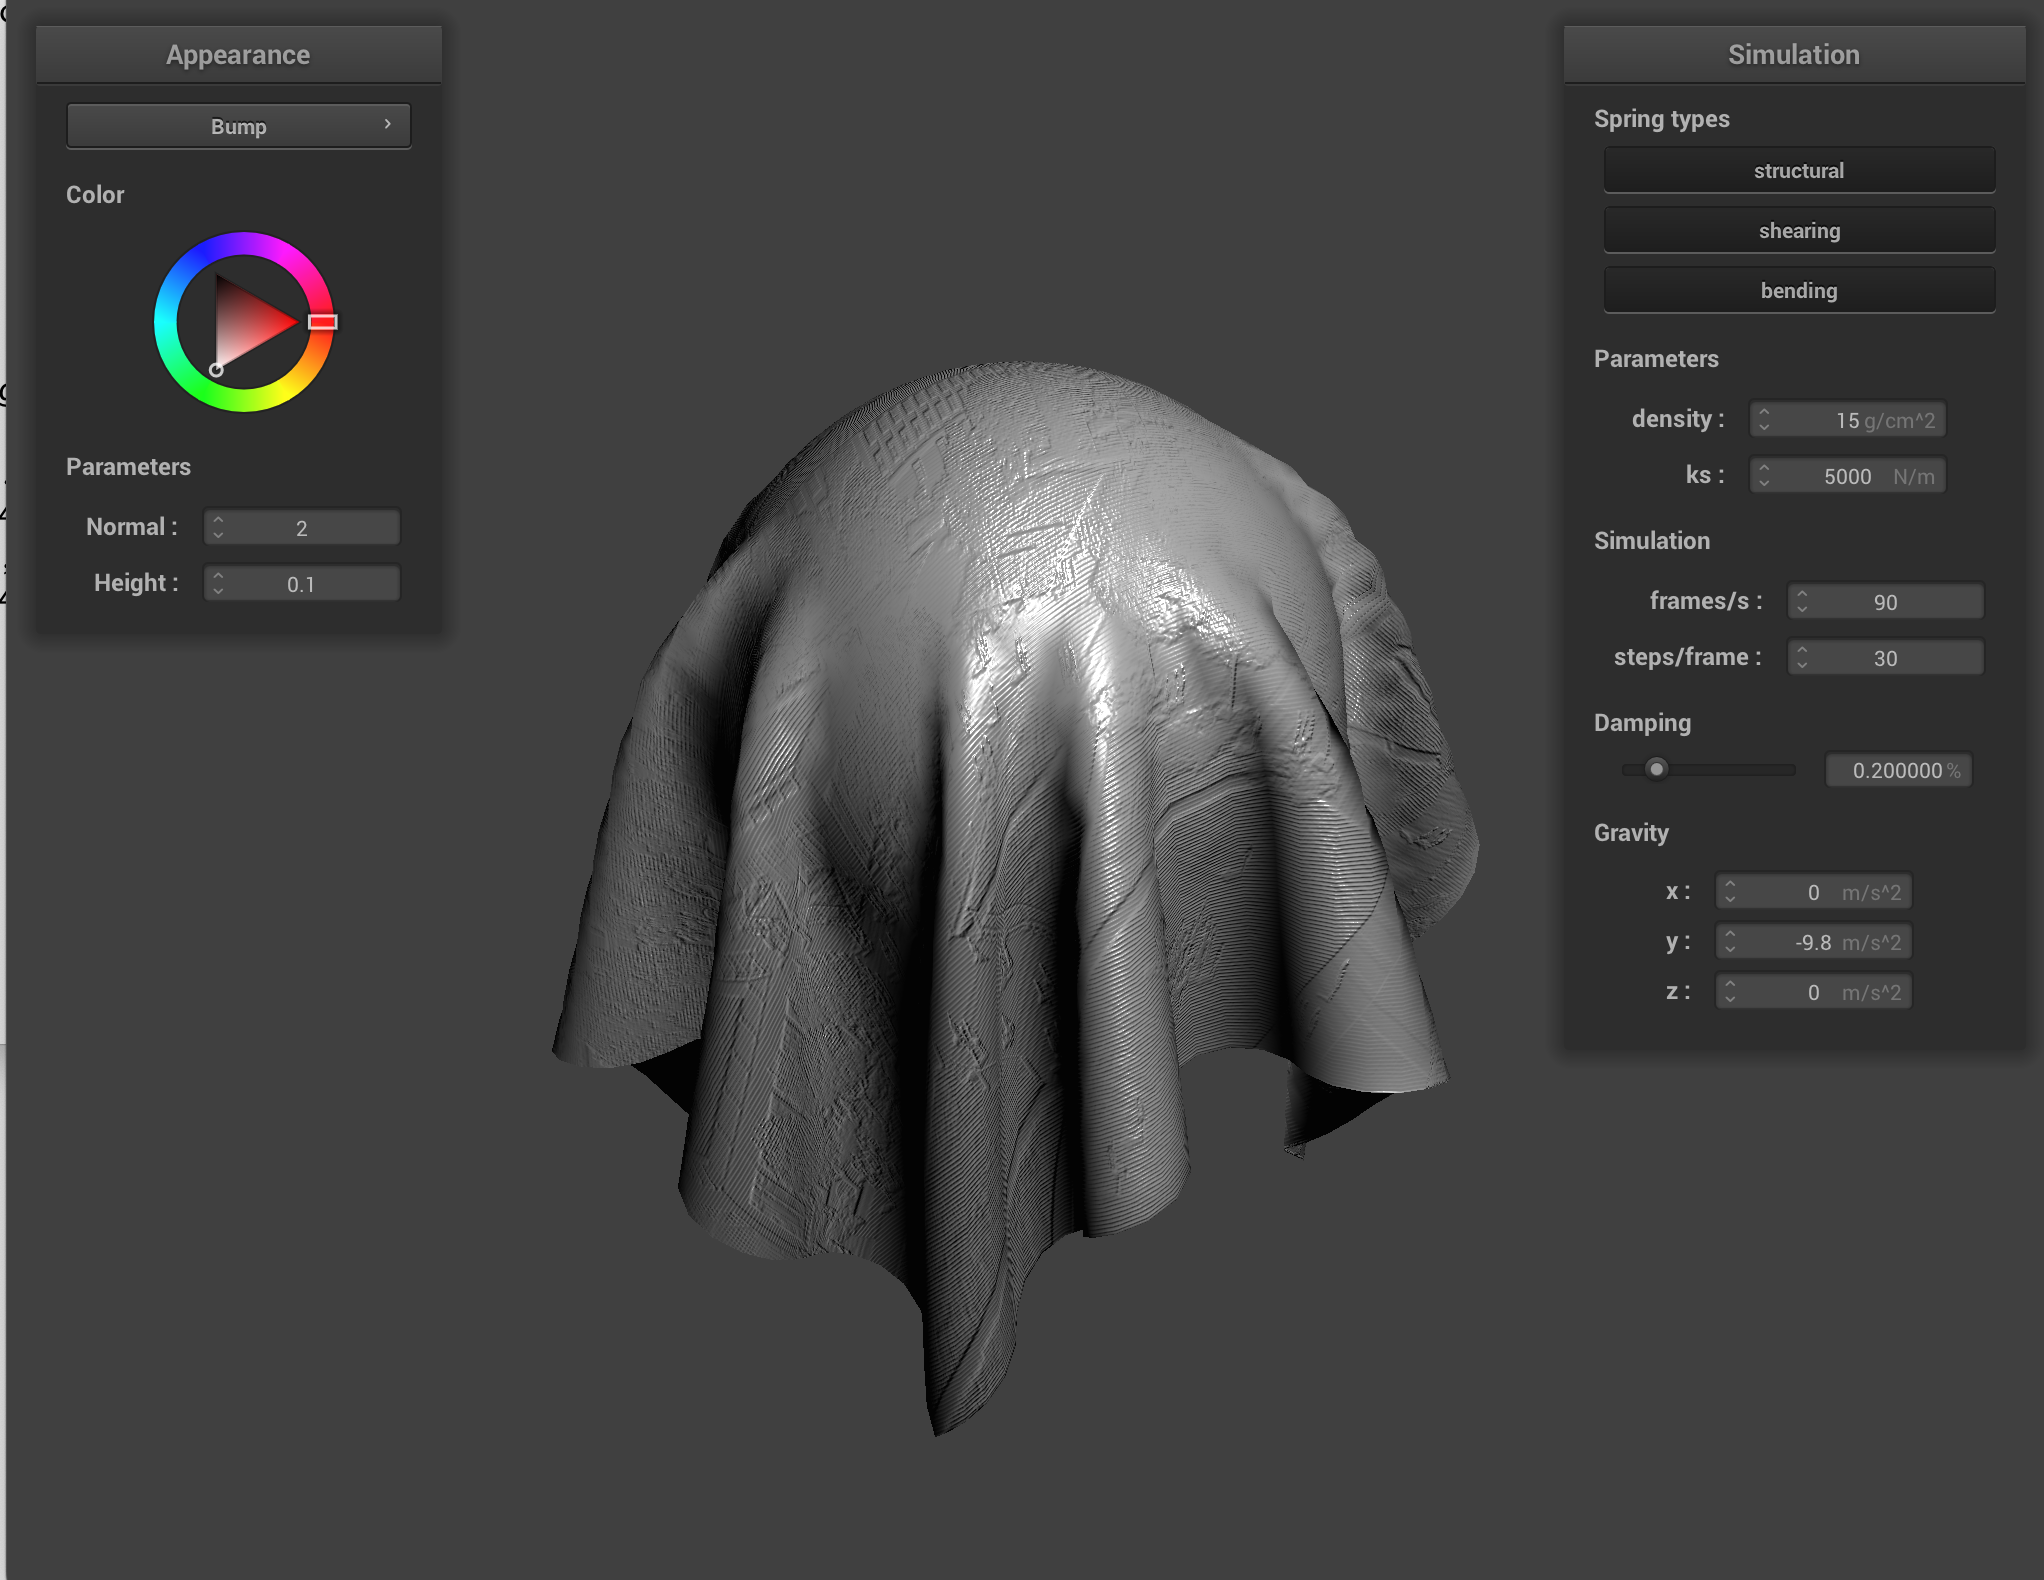 Appearance
Bump
Color
Parameters
Normal : 2
Height : 0.1
Simulation
Spring types
structural
shearing
bending
Parameters
density : 15 g/cm^2
ks : 5000 N/m
Simulation
frames/s : 90
steps/frame : 30
Damping
0.200000 %
Gravity
x : 0 m/s^2
y : -9.8 m/s^2
z : 0 m/s^2